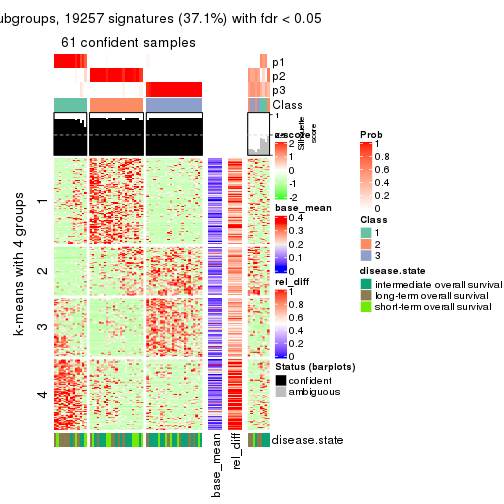 ubgroups, 19257 signatures (37.1%) with fdr < 0.05
61 confident samples
p1
p2
p3
Class
1
Silhouette
score
z-score
2
1
0
-1
-2
base_mean
0.4
0.3
0.2
0.1
0
rel_diff
1
0.8
0.6
0.4
0.2
0
Status (barplots)
confident
ambiguous
Prob
1
0.8
0.6
0.4
0.2
0
Class
1
2
3
disease.state
intermediate overall survival
long-term overall survival
short-term overall survival
k-means with 4 groups
1
2
3
4
disease.state
base_mean
rel_diff